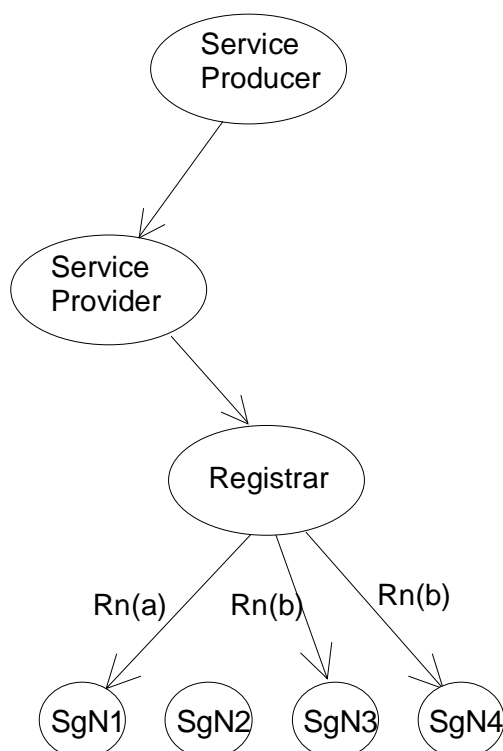 Service
Producer
Service
Provider
Registrar
Rn(a)
Rn(b)
Rn(b)
SgN1
SgN2
SgN3
SgN4